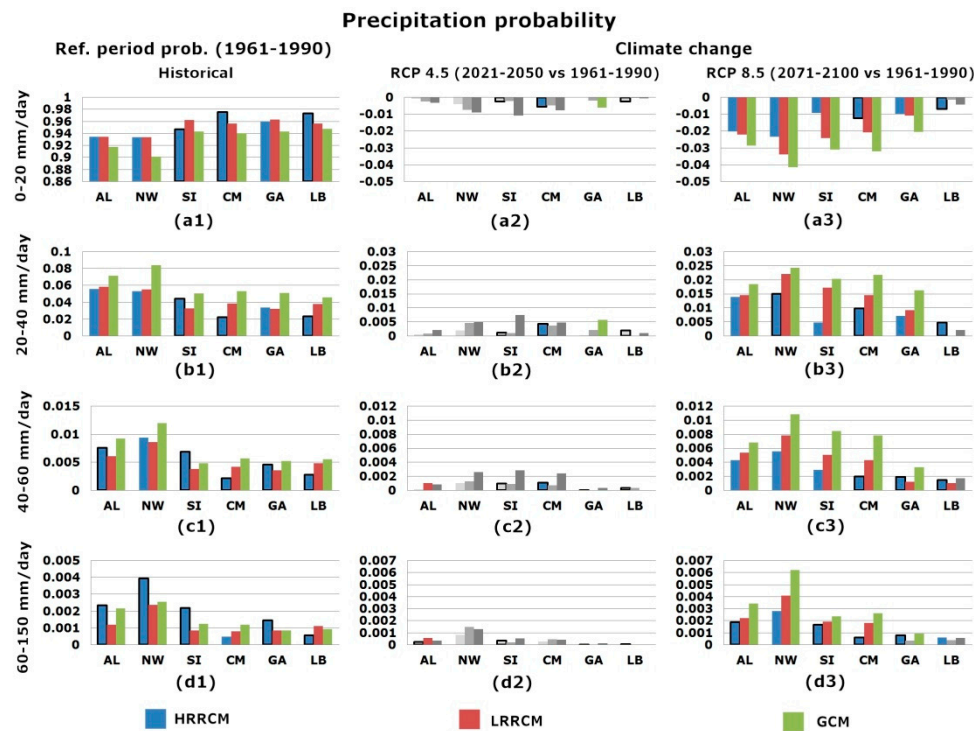 Precipitation probability
Ref. period prob. (1961-1990)
Climate change
Historical
RCP 4.5 (2021-2050 vs 1961-1990)
RCP 8.5 (2071-2100 vs 1961-1990)
0-20 mm/day
1
0.98
0.96
0.94
0.92
0.9
0.88
0.86
AL NW SI CM GA LB
(a1)
0
-0.01
-0.02
-0.03
-0.04
-0.05
AL NW SI CM GA LB
(a2)
0
-0.01
-0.02
-0.03
-0.04
-0.05
AL NW SI CM GA LB
(a3)
20-40 mm/day
0.1
0.08
0.06
0.04
0.02
0
AL NW SI CM GA LB
(b1)
0.03
0.025
0.02
0.015
0.01
0.005
AL NW SI CM GA LB
(b2)
0.03
0.025
0.02
0.015
0.01
0.005
AL NW SI CM GA LB
(b3)
40-60 mm/day
0.015
0.01
0.005
0
AL NW SI CM GA LB
(c1)
0.012
0.01
0.008
0.006
0.004
0.002
0
AL NW SI CM GA LB
(c2)
0.012
0.01
0.008
0.006
0.004
0.002
0
AL NW SI CM GA LB
(c3)
60-150 mm/day
0.005
0.004
0.003
0.002
0.001
0
AL NW SI CM GA LB
(d1)
0.007
0.006
0.005
0.004
0.003
0.002
0.001
AL NW SI CM GA LB
(d2)
0.007
0.006
0.005
0.004
0.003
0.002
0.001
0
AL NW SI CM GA LB
(d3)
HRRCM
LRRCM
GCM